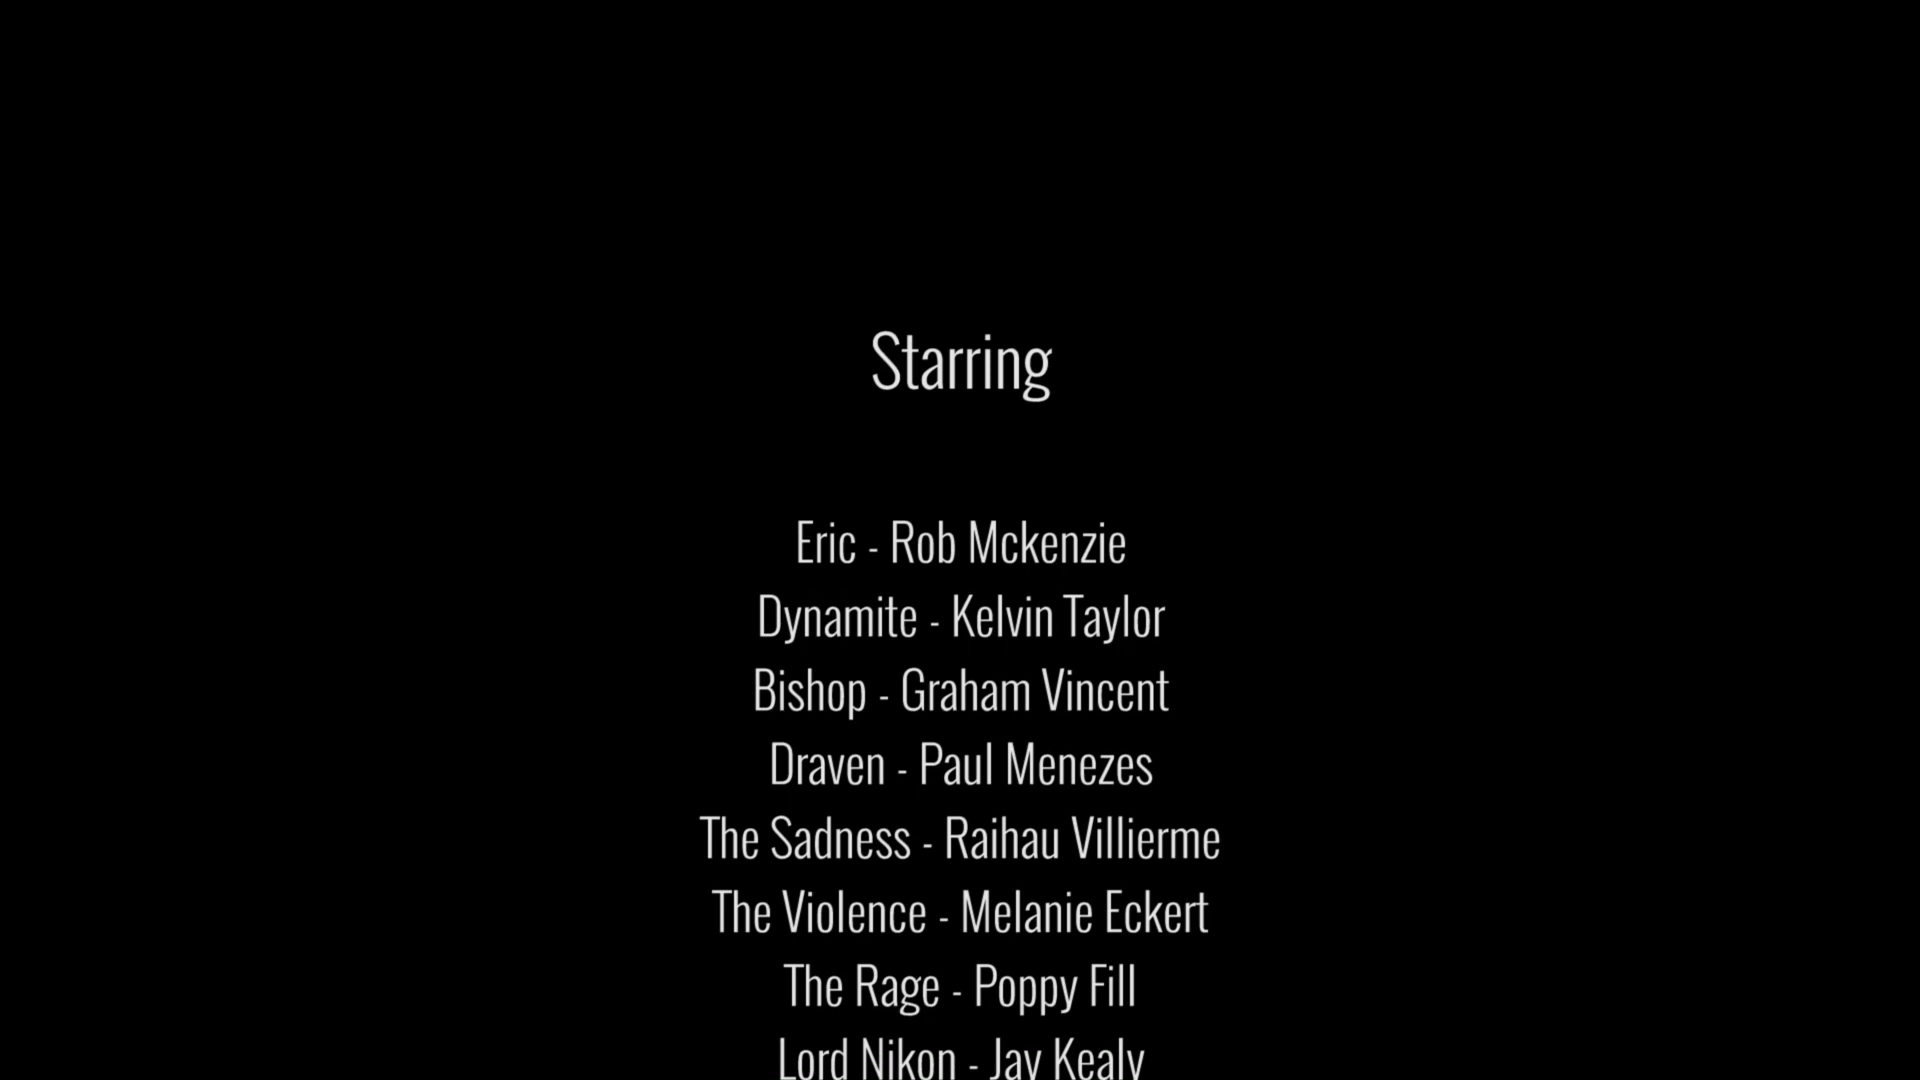 Starring
Eric - Rob Mckenzie
Dynamite - Kelvin Taylor
Bishop - Graham Vincent
Draven - Paul Menezes
The Sadness - Raihau Villierme
The Violence - Melanie Eckert
The Rage - Poppy Fill
Lord Nikon - Jay Kealy